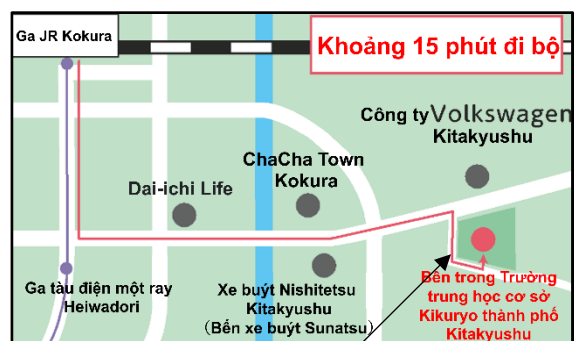 Ga JR Kokura
Khoảng 15 phút đi bộ
Công ty Volkswagen
Kitakyushu
ChaCha Town
Kokura
Dai-ichi Life
Ga tàu điện một ray
Heiwadori
Xe buýt Nishitetsu
Kitakyushu
（Bến xe buýt Sunatsu）
Bên trong Trường
trung học cơ sở
Kikuryo thành phố
Kitakyushu